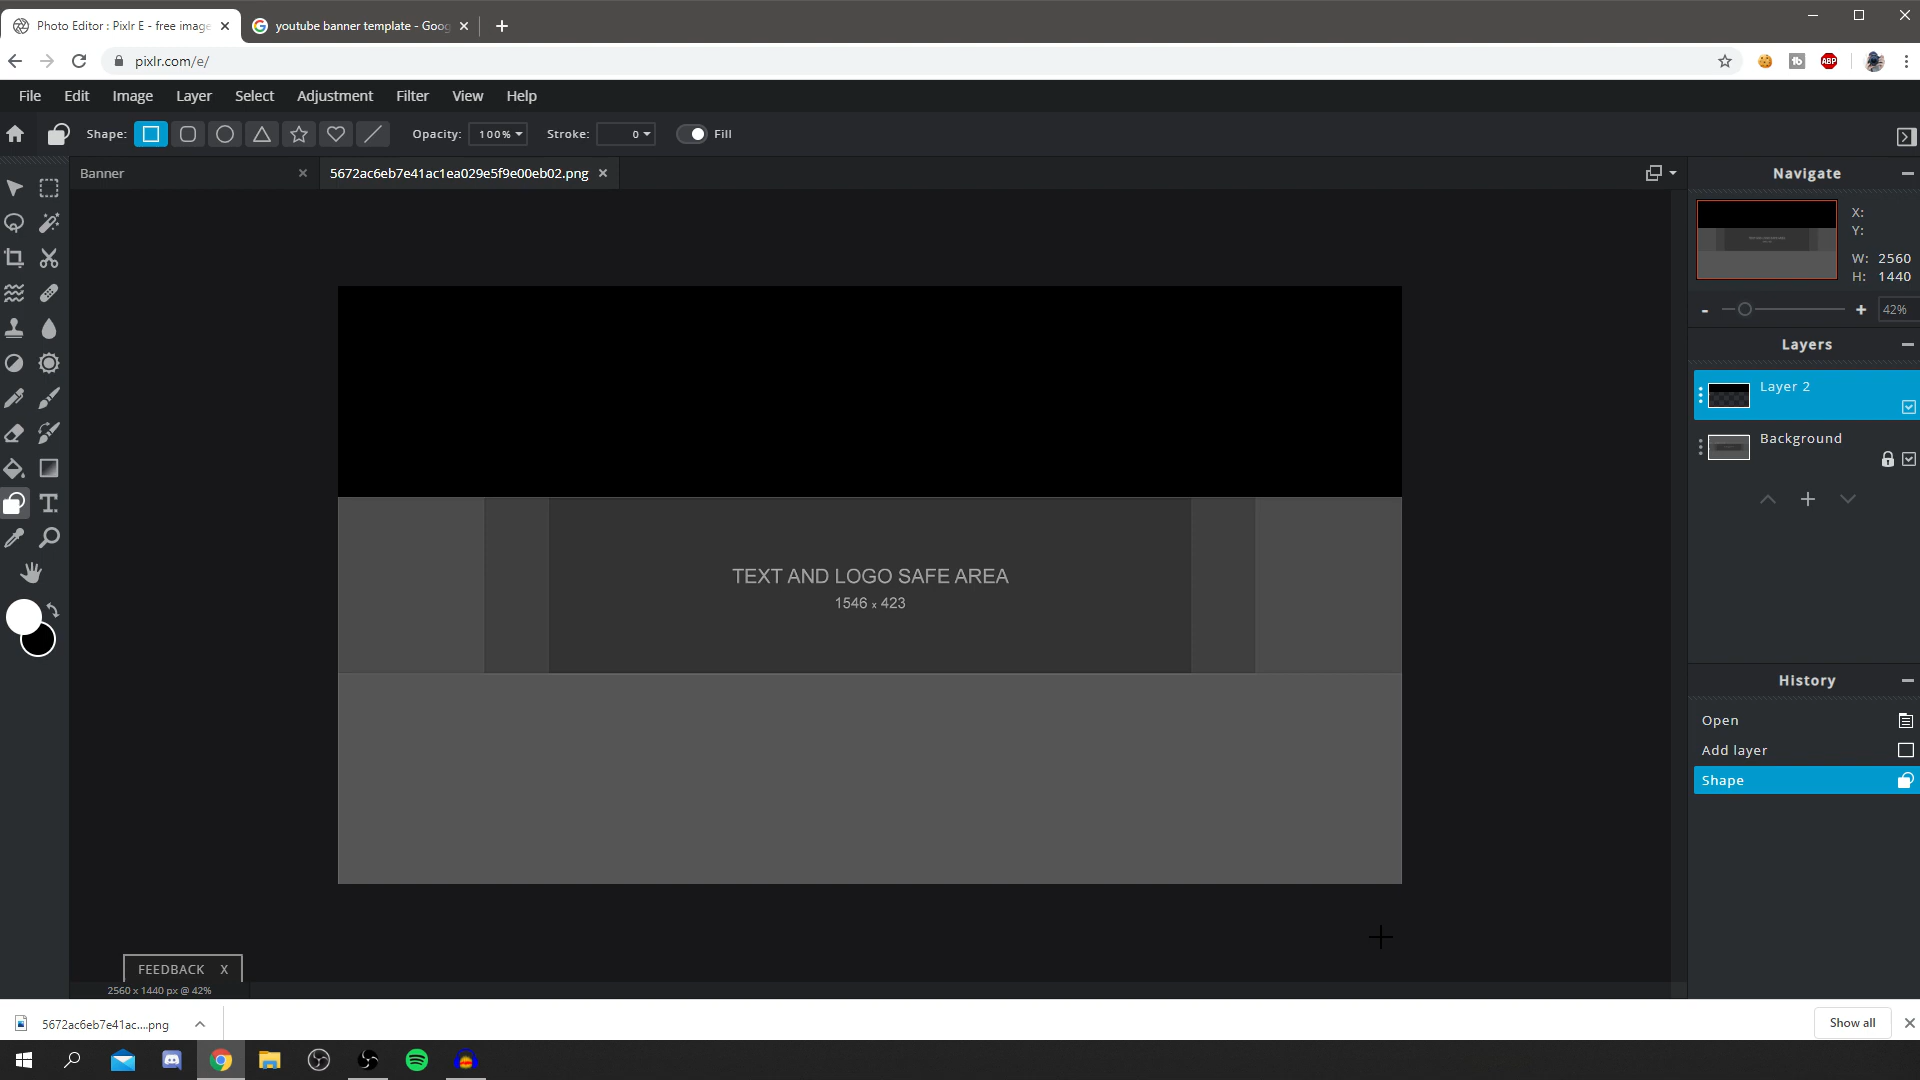 Photo Editor : Pixlr E - free image
youtube banner template - Goog
pixlr.com/e/
ABP
File Edit Image Layer Select Adjustment Filter View Help
Shape: Opacity: 100% Stroke: 0 Fill
Banner
5672ac6eb7e41ac1ea029e5f9e00eb02.png
Navigate
X:
Y:
W: 2560
H: 1440
- + 42%
Layers
Layer 2
Background
TEXT AND LOGO SAFE AREA
1546 x 423
History
Open
Add layer
Shape
FEEDBACK X
2560 x 1440 px @ 42%
5672ac6eb7e41ac....png
Show all